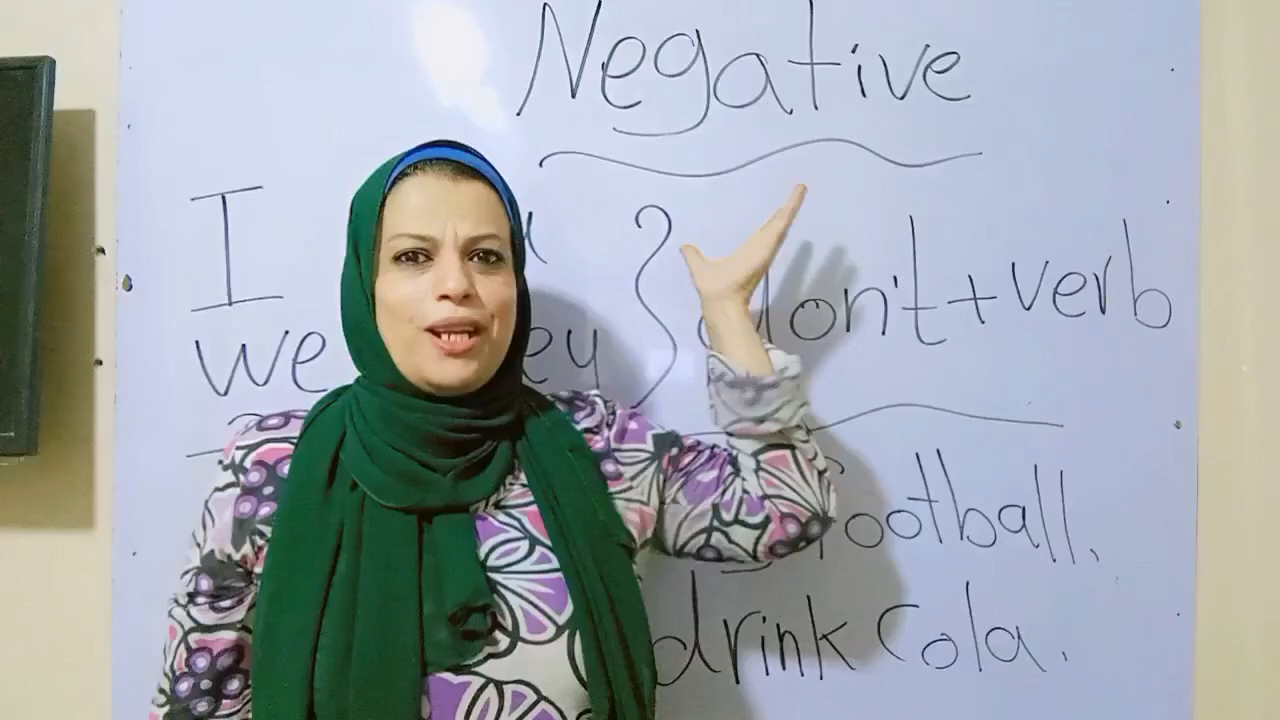 Negative
I
we } don't + verb
football.
drink Cola.